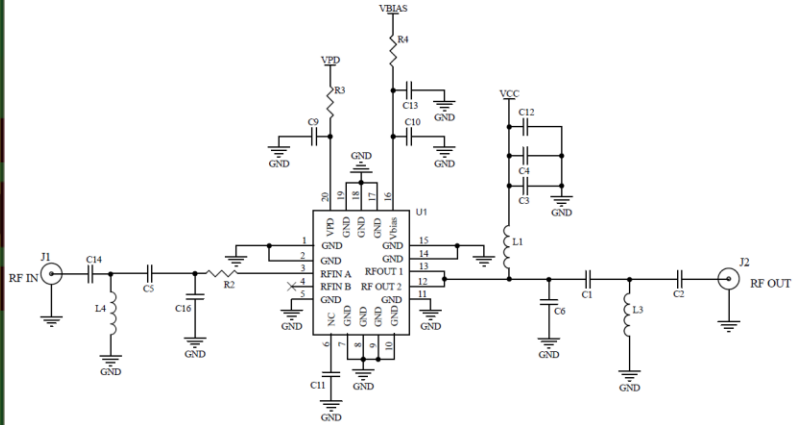 VBIAS
R4
VPD
R3
C13
GND
VCC
C12
C9
C10
GND
GND
GND
C4
C3
GND
20
19
18
17
16
U1
VPD
GND
GND
GND
Vbias
1
GND
GND
15
2
GND
GND
14
L1
J1
RF IN
C14
C5
R2
3
RFIN A
RFOUT 1
13
4
RFIN B
RF OUT 2
12
5
GND
GND
11
J2
RF OUT
C1
C2
L4
C16
GND
GND
C6
L3
NC
GND
GND
GND
GND
6
7
8
9
10
GND
GND
GND
GND
C11
GND
GND
GND